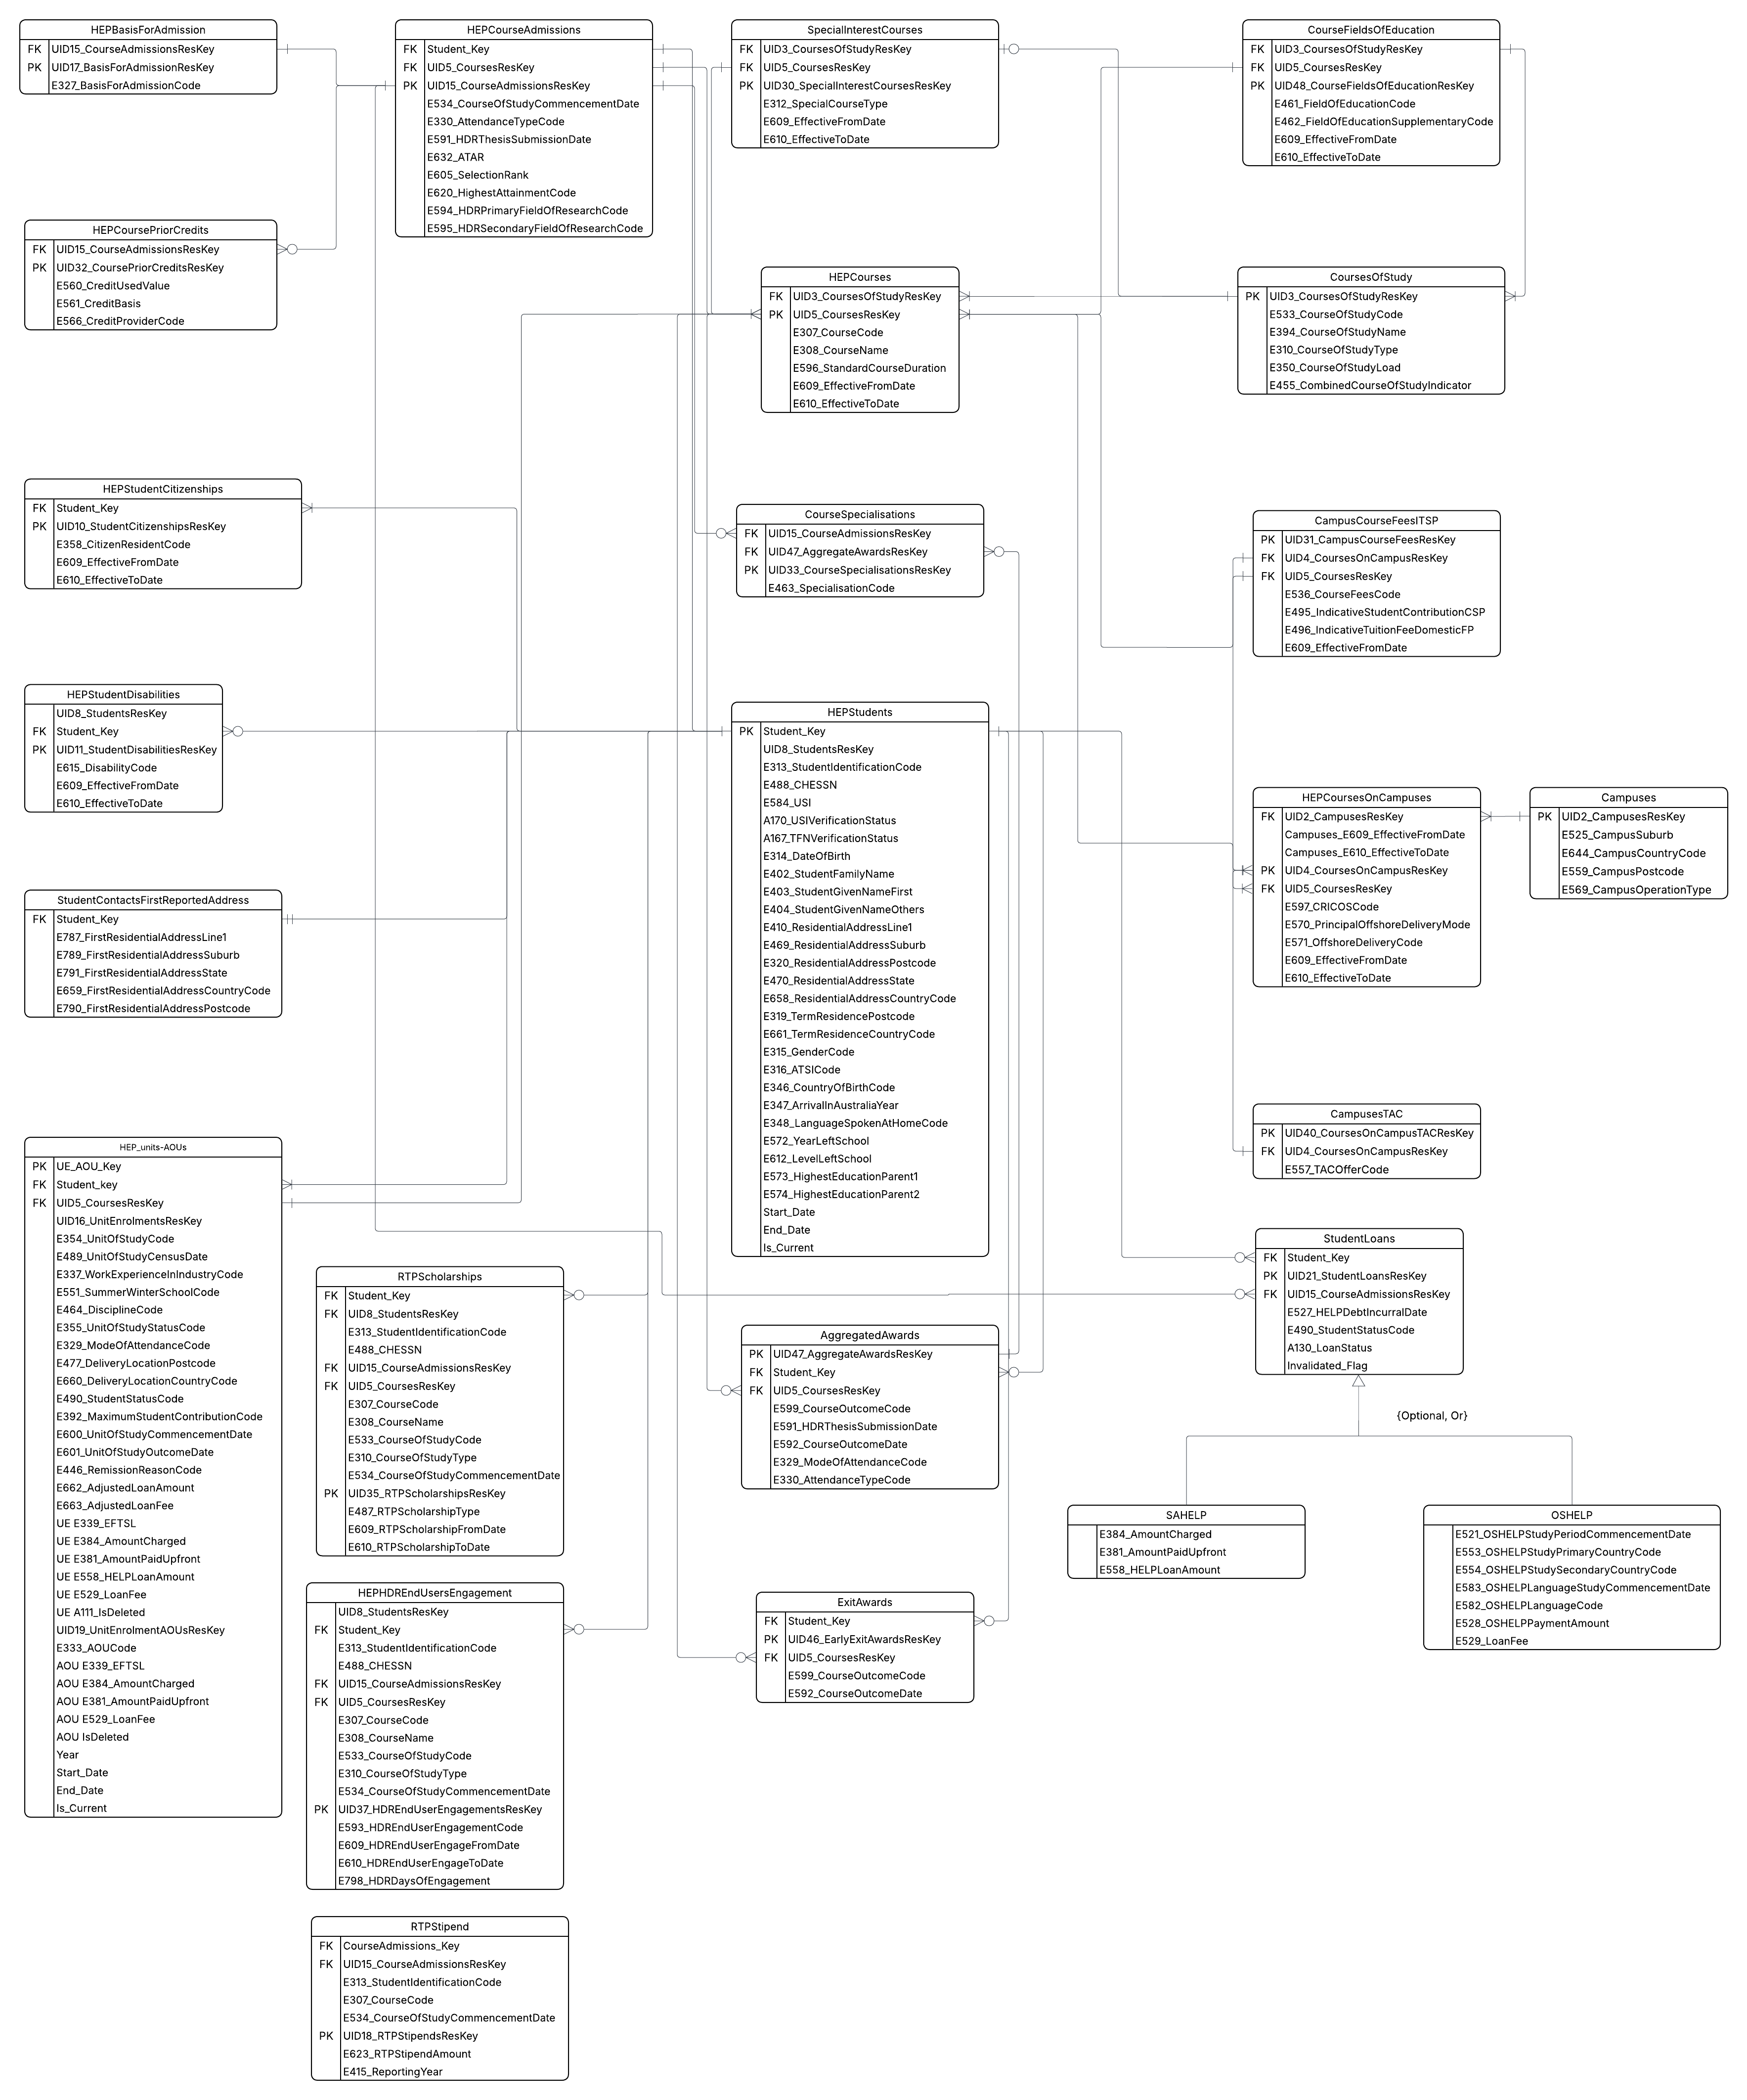 HEPBasisForAdmission
FK UID15_CourseAdmissionsResKey
PK UID17_BasisForAdmissionResKey
E327_BasisForAdmissionCode
HEPCourseAdmissions
FK Student_Key
FK UID5_CoursesResKey
PK UID15_CourseAdmissionsResKey
E534_CourseOfStudyCommencementDate
E330_AttendanceTypeCode
E591_HDRThesisSubmissionDate
E632_ATAR
E605_SelectionRank
E620_HighestAttainmentCode
E594_HDRPrimaryFieldOfResearchCode
E595_HDRSecondaryFieldOfResearchCode
SpecialInterestCourses
FK UID3_CoursesOfStudyResKey
FK UID5_CoursesResKey
PK UID30_SpecialInterestCoursesResKey
E312_SpecialCourseType
E609_EffectiveFromDate
E610_EffectiveToDate
CourseFieldsOfEducation
FK UID3_CoursesOfStudyResKey
FK UID5_CoursesResKey
PK UID48_CourseFieldsOfEducationResKey
E461_FieldOfEducationCode
E462_FieldOfEducationSupplementaryCode
E609_EffectiveFromDate
E610_EffectiveToDate
HEPCoursePriorCredits
FK UID15_CourseAdmissionsResKey
PK UID32_CoursePriorCreditsResKey
E560_CreditUsedValue
E561_CreditBasis
E566_CreditProviderCode
HEPCourses
FK UID3_CoursesOfStudyResKey
PK UID5_CoursesResKey
E307_CourseCode
E308_CourseName
E596_StandardCourseDuration
E609_EffectiveFromDate
E610_EffectiveToDate
CoursesOfStudy
PK UID3_CoursesOfStudyResKey
E533_CourseOfStudyCode
E394_CourseOfStudyName
E310_CourseOfStudyType
E350_CourseOfStudyLoad
E455_CombinedCourseOfStudyIndicator
HEPStudentCitizenships
FK Student_Key
PK UID10_StudentCitizenshipsResKey
E358_CitizenResidentCode
E609_EffectiveFromDate
E610_EffectiveToDate
CourseSpecialisations
FK UID15_CourseAdmissionsResKey
FK UID47_AggregateAwardsResKey
PK UID33_CourseSpecialisationsResKey
E463_SpecialisationCode
CampusCourseFeesITSP
PK UID31_CampusCourseFeesResKey
FK UID4_CoursesOnCampusResKey
FK UID5_CoursesResKey
E536_CourseFeesCode
E495_IndicativeStudentContributionCSP
E496_IndicativeTuitionFeeDomesticFP
E609_EffectiveFromDate
HEPStudentDisabilities
UID8_StudentsResKey
FK Student_Key
PK UID11_StudentDisabilitiesResKey
E615_DisabilityCode
E609_EffectiveFromDate
E610_EffectiveToDate
HEPStudents
PK Student_Key
UID8_StudentsResKey
E313_StudentIdentificationCode
E488_CHESSN
E584_USI
A170_USIVerificationStatus
A167_TFNVerificationStatus
E314_DateOfBirth
E402_StudentFamilyName
E403_StudentGivenNameFirst
E404_StudentGivenNameOthers
E410_ResidentialAddressLine1
E469_ResidentialAddressSuburb
E320_ResidentialAddressPostcode
E470_ResidentialAddressState
E658_ResidentialAddressCountryCode
E319_TermResidencePostcode
E661_TermResidenceCountryCode
E315_GenderCode
E316_ATSICode
E346_CountryOfBirthCode
E347_ArrivalInAustraliaYear
E348_LanguageSpokenAtHomeCode
E572_YearLeftSchool
E612_LevelLeftSchool
E573_HighestEducationParent1
E574_HighestEducationParent2
Start_Date
End_Date
Is_Current
HEPCoursesOnCampuses
FK UID2_CampusesResKey
Campuses_E609_EffectiveFromDate
Campuses_E610_EffectiveToDate
PK UID4_CoursesOnCampusResKey
FK UID5_CoursesResKey
E597_CRICOSCode
E570_PrincipalOffshoreDeliveryMode
E571_OffshoreDeliveryCode
E609_EffectiveFromDate
E610_EffectiveToDate
Campuses
PK UID2_CampusesResKey
E525_CampusSuburb
E644_CampusCountryCode
E559_CampusPostcode
E569_CampusOperationType
StudentContactsFirstReportedAddress
FK Student_Key
E787_FirstResidentialAddressLine1
E789_FirstResidentialAddressSuburb
E791_FirstResidentialAddressState
E659_FirstResidentialAddressCountryCode
E790_FirstResidentialAddressPostcode
CampusesTAC
PK UID40_CoursesOnCampusTACResKey
FK UID4_CoursesOnCampusResKey
E557_TACOfferCode
HEP_units-AOUs
PK UE_AOU_Key
FK Student_key
FK UID5_CoursesResKey
UID16_UnitEnrolmentsResKey
E354_UnitOfStudyCode
E489_UnitOfStudyCensusDate
E337_WorkExperienceInIndustryCode
E551_SummerWinterSchoolCode
E464_DisciplineCode
E355_UnitOfStudyStatusCode
E329_ModeOfAttendanceCode
E477_DeliveryLocationPostcode
E660_DeliveryLocationCountryCode
E490_StudentStatusCode
E392_MaximumStudentContributionCode
E600_UnitOfStudyCommencementDate
E601_UnitOfStudyOutcomeDate
E446_RemissionReasonCode
E662_AdjustedLoanAmount
E663_AdjustedLoanFee
UE E339_EFTSL
UE E384_AmountCharged
UE E381_AmountPaidUpfront
UE E558_HELPLoanAmount
UE E529_LoanFee
UE A111_IsDeleted
UID19_UnitEnrolmentAOUsResKey
E333_AOUCode
AOU E339_EFTSL
AOU E384_AmountCharged
AOU E381_AmountPaidUpfront
AOU E529_LoanFee
AOU IsDeleted
Year
Start_Date
End_Date
Is_Current
StudentLoans
FK Student_Key
PK UID21_StudentLoansResKey
FK UID15_CourseAdmissionsResKey
E527_HELPDebtIncurralDate
E490_StudentStatusCode
A130_LoanStatus
Invalidated_Flag
{Optional, Or}
RTPScholarships
FK Student_Key
FK UID8_StudentsResKey
E313_StudentIdentificationCode
E488_CHESSN
FK UID15_CourseAdmissionsResKey
FK UID5_CoursesResKey
E307_CourseCode
E308_CourseName
E533_CourseOfStudyCode
E310_CourseOfStudyType
E534_CourseOfStudyCommencementDate
PK UID35_RTPScholarshipsResKey
E487_RTPScholarshipType
E609_RTPScholarshipFromDate
E610_RTPScholarshipToDate
AggregatedAwards
PK UID47_AggregateAwardsResKey
FK Student_Key
FK UID5_CoursesResKey
E599_CourseOutcomeCode
E591_HDRThesisSubmissionDate
E592_CourseOutcomeDate
E329_ModeOfAttendanceCode
E330_AttendanceTypeCode
SAHELP
E384_AmountCharged
E381_AmountPaidUpfront
E558_HELPLoanAmount
OSHELP
E521_OSHELPStudyPeriodCommencementDate
E553_OSHELPStudyPrimaryCountryCode
E554_OSHELPStudySecondaryCountryCode
E583_OSHELPLanguageStudyCommencementDate
E582_OSHELPLanguageCode
E528_OSHELPPaymentAmount
E529_LoanFee
HEPHDREndUsersEngagement
UID8_StudentsResKey
FK Student_Key
E313_StudentIdentificationCode
E488_CHESSN
FK UID15_CourseAdmissionsResKey
FK UID5_CoursesResKey
E307_CourseCode
E308_CourseName
E533_CourseOfStudyCode
E310_CourseOfStudyType
E534_CourseOfStudyCommencementDate
PK UID37_HDREndUserEngagementsResKey
E593_HDREndUserEngagementCode
E609_HDREndUserEngageFromDate
E610_HDREndUserEngageToDate
E798_HDRDaysOfEngagement
ExitAwards
FK Student_Key
PK UID46_EarlyExitAwardsResKey
FK UID5_CoursesResKey
E599_CourseOutcomeCode
E592_CourseOutcomeDate
RTPStipend
FK CourseAdmissions_Key
FK UID15_CourseAdmissionsResKey
E313_StudentIdentificationCode
E307_CourseCode
E534_CourseOfStudyCommencementDate
PK UID18_RTPStipendsResKey
E623_RTPStipendAmount
E415_ReportingYear